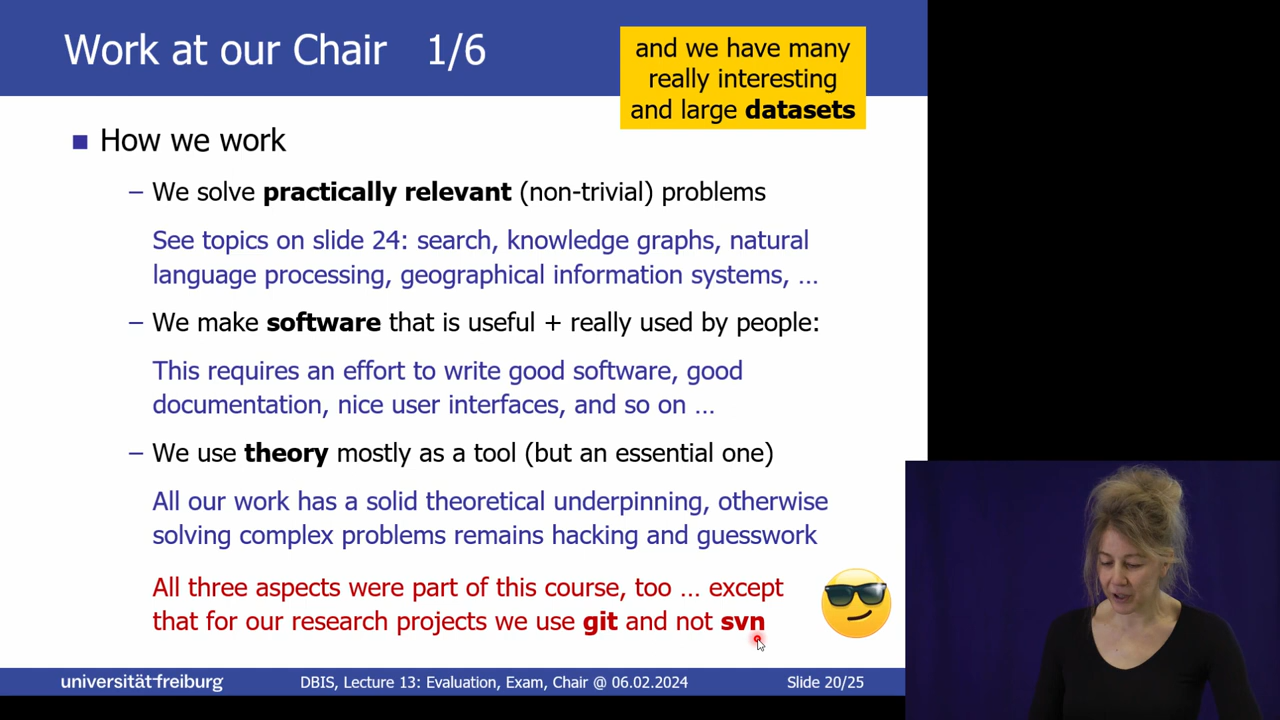 Work at our Chair 1/6
and we have many
really interesting
and large datasets
How we work
– We solve practically relevant (non-trivial) problems
See topics on slide 24: search, knowledge graphs, natural
language processing, geographical information systems, …
– We make software that is useful + really used by people:
This requires an effort to write good software, good
documentation, nice user interfaces, and so on …
– We use theory mostly as a tool (but an essential one)
All our work has a solid theoretical underpinning, otherwise
solving complex problems remains hacking and guesswork
All three aspects were part of this course, too … except
that for our research projects we use git and not svn
universität freiburg
DBIS, Lecture 13: Evaluation, Exam, Chair @ 06.02.2024
Slide 20/25